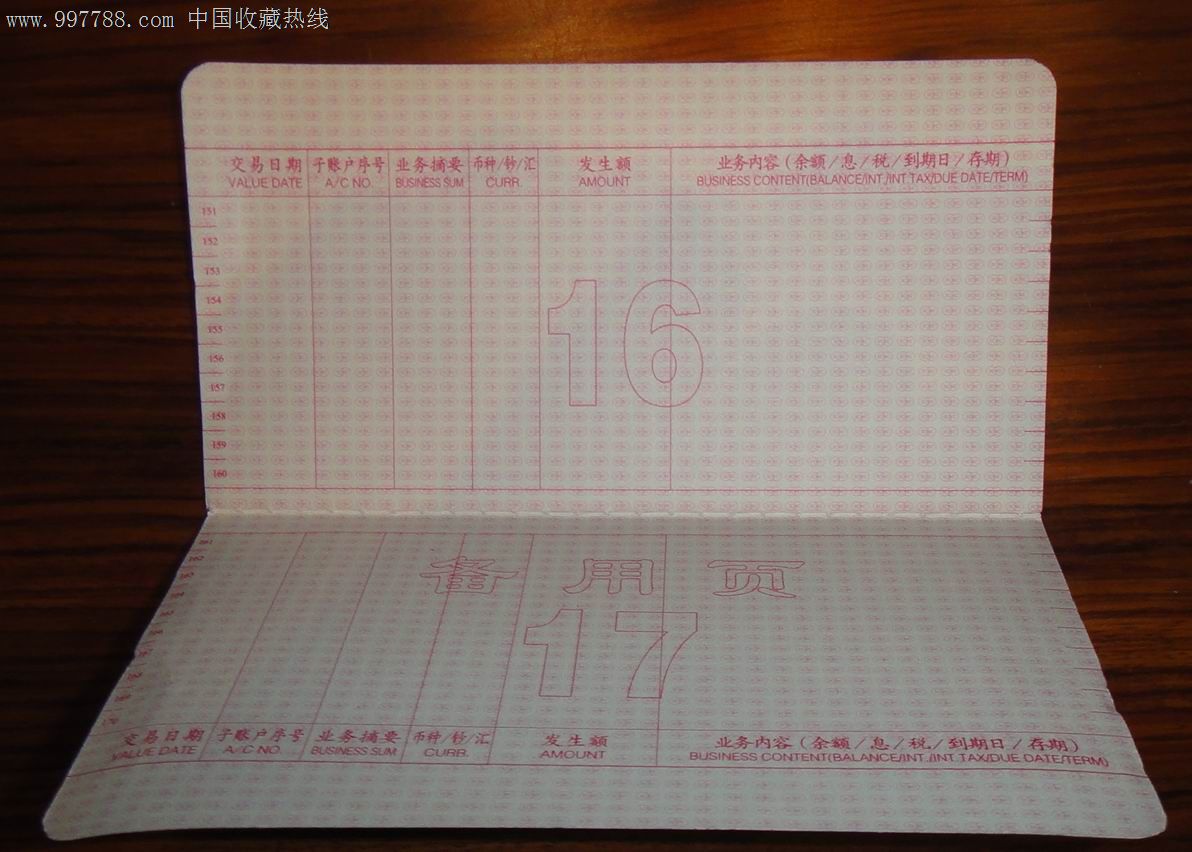 www.997788.com 中国收藏热线
交易日期 子账户序号 业务摘要 币种/钞/汇 发生额 业务内容（余额/息/税/到期日/存期）
VALUE DATE A/C NO. BUSINESS SUM CURR. AMOUNT BUSINESS CONTENT(BALANCE/INT./INT.TAX/DUE DATE/TERM)
151
152
153
154
155
156
157
158
159
160
16
备用页
17
交易日期 子账户序号 业务摘要 币种/钞/汇 发生额 业务内容（余额/息/税/到期日/存期）
VALUE DATE A/C NO. BUSINESS SUM CURR. AMOUNT BUSINESS CONTENT(BALANCE/INT./INT.TAX/DUE DATE/TERM)